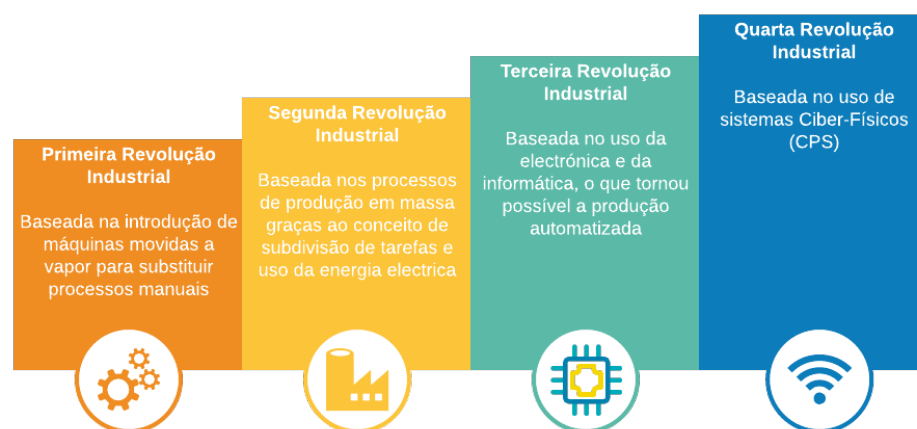 Primeira Revolução
Industrial
Baseada na introdução de
máquinas movidas a
vapor para substituir
processos manuais
Segunda Revolução
Industrial
Baseada nos processos
de produção em massa
graças ao conceito de
subdivisão de tarefas e
uso da energia electrica
Terceira Revolução
Industrial
Baseada no uso da
electrónica e da
informática, o que tornou
possível a produção
automatizada
Quarta Revolução
Industrial
Baseada no uso de
sistemas Ciber-Físicos
(CPS)